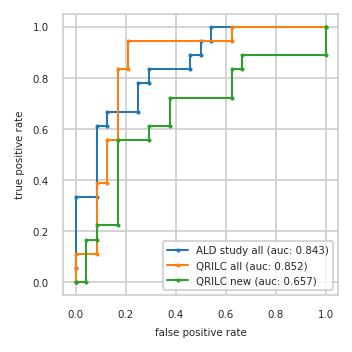 1.0
0.8
0.6
0.4
0.2
0.0
true positive rate
ALD study all (auc: 0.843)
QRILC all (auc: 0.852)
QRILC new (auc: 0.657)
0.0 0.2 0.4 0.6 0.8 1.0
false positive rate